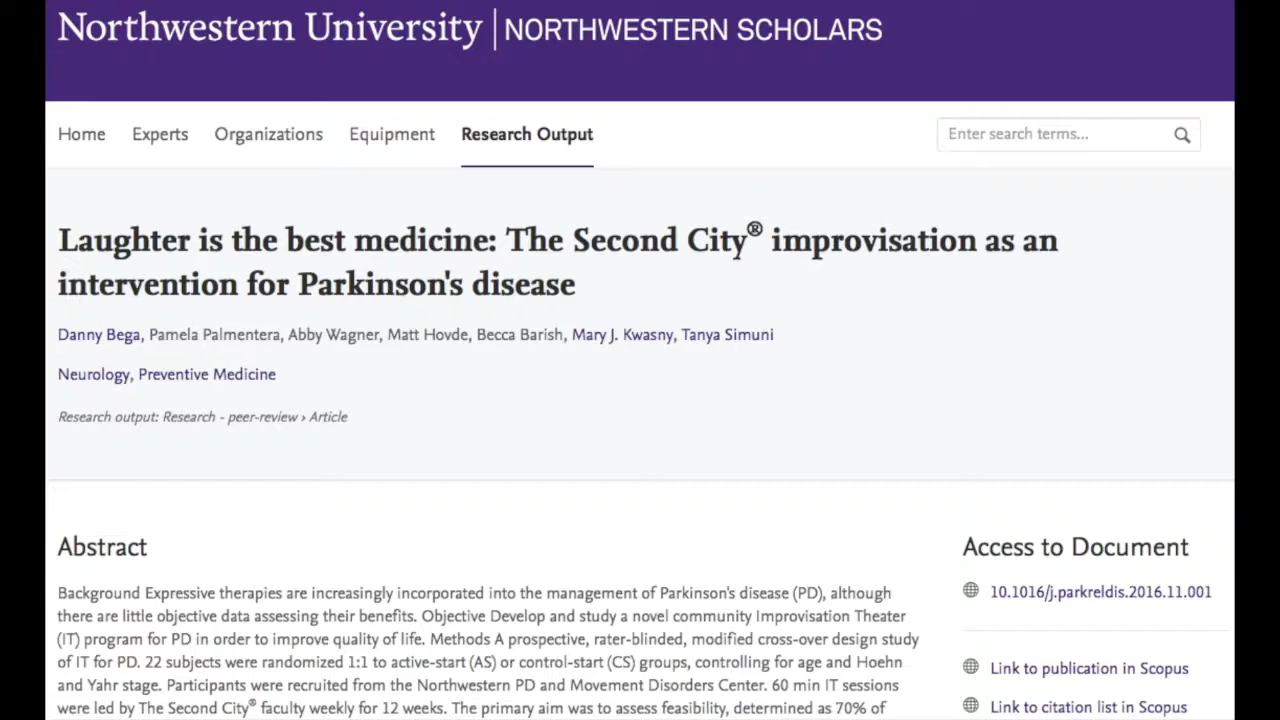 Northwestern University | NORTHWESTERN SCHOLARS
Home Experts Organizations Equipment Research Output Enter search terms...
Laughter is the best medicine: The Second City® improvisation as an
intervention for Parkinson's disease
Danny Bega, Pamela Palmentera, Abby Wagner, Matt Hovde, Becca Barish, Mary J. Kwasny, Tanya Simuni
Neurology, Preventive Medicine
Research output: Research - peer-review › Article
Abstract
Background Expressive therapies are increasingly incorporated into the management of Parkinson's disease (PD), although
there are little objective data assessing their benefits. Objective Develop and study a novel community Improvisation Theater
(IT) program for PD in order to improve quality of life. Methods A prospective, rater-blinded, modified cross-over design study
of IT for PD. 22 subjects were randomized 1:1 to active-start (AS) or control-start (CS) groups, controlling for age and Hoehn
and Yahr stage. Participants were recruited from the Northwestern PD and Movement Disorders Center. 60 min IT sessions
were led by The Second City® faculty weekly for 12 weeks. The primary aim was to assess feasibility, determined as 70% of
Access to Document
10.1016/j.parkreldis.2016.11.001
Link to publication in Scopus
Link to citation list in Scopus